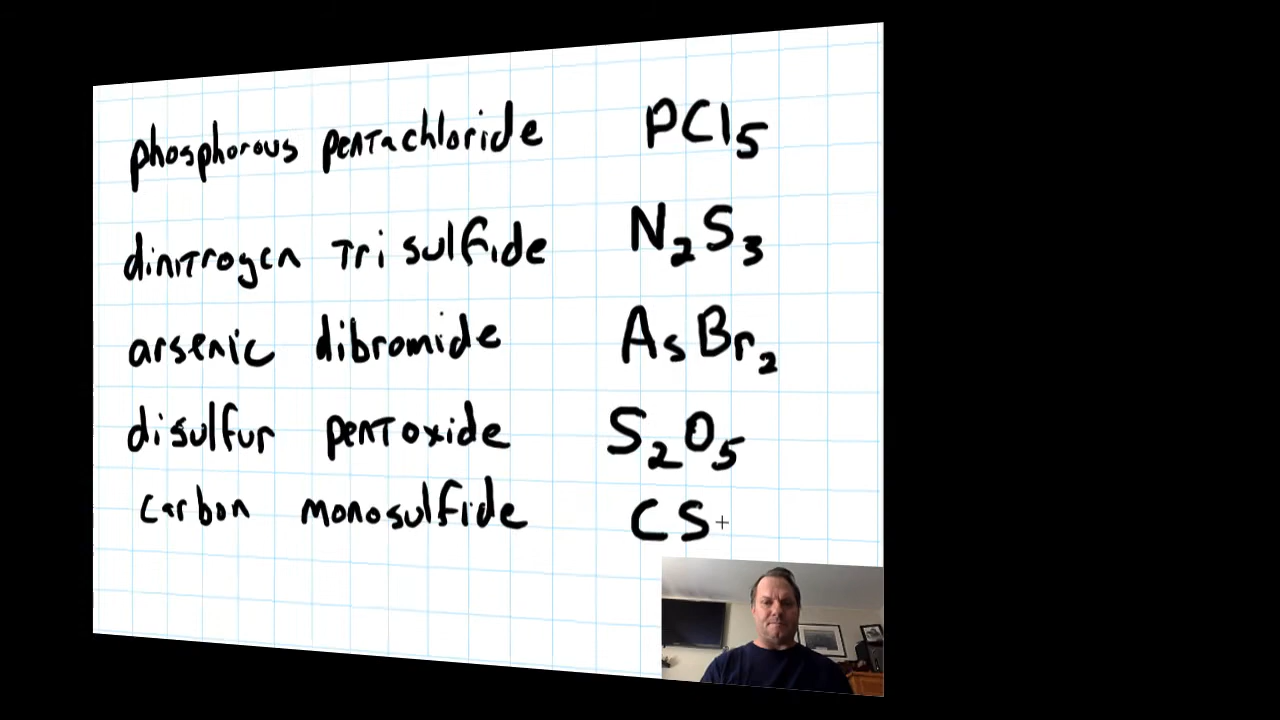 phosphorous pentachloride PCl5
dinitrogen trisulfide N2S3
arsenic dibromide AsBr2
disulfur pentoxide S2O5
carbon monosulfide CS